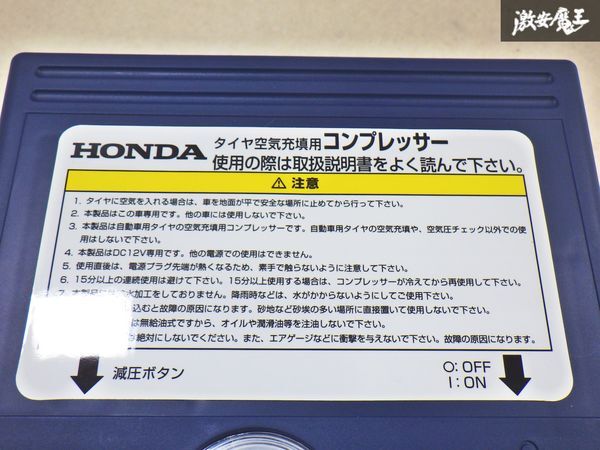 激安魔王
HONDA タイヤ空気充填用コンプレッサー
使用の際は取扱説明書をよく読んで下さい。
⚠ 注意
1. タイヤに空気を入れる場合は、車を地面が平で安全な場所に止めてから行って下さい。
2. 本製品はこの車専用です。他の車には使用しないで下さい。
3. 本製品は自動車用タイヤの空気充填用コンプレッサーです。自動車用タイヤの空気充填や、空気圧チェック以外での使
用はしないで下さい。
4. 本製品はDC12V専用です。他の電源での使用はできません。
5. 使用直後は、電源プラグ先端が熱くなるため、素手で触らないように注意して下さい。
6. 15分以上の連続使用は避けて下さい。15分以上使用する場合は、コンプレッサーが冷えてから再使用して下さい。
7. 本製品は防水加工をしておりません。降雨時などは、水がかからないようにしてご使用下さい。
込むと故障の原因になります。砂地など砂埃の多い場所に直接置いて使用しないで下さい。
は無給油式ですから、オイルや潤滑油等を注油しないで下さい。
絶対にしないでください。また、エアゲージなどに衝撃を与えないで下さい。故障の原因になります。
減圧ボタン
O:OFF
I:ON